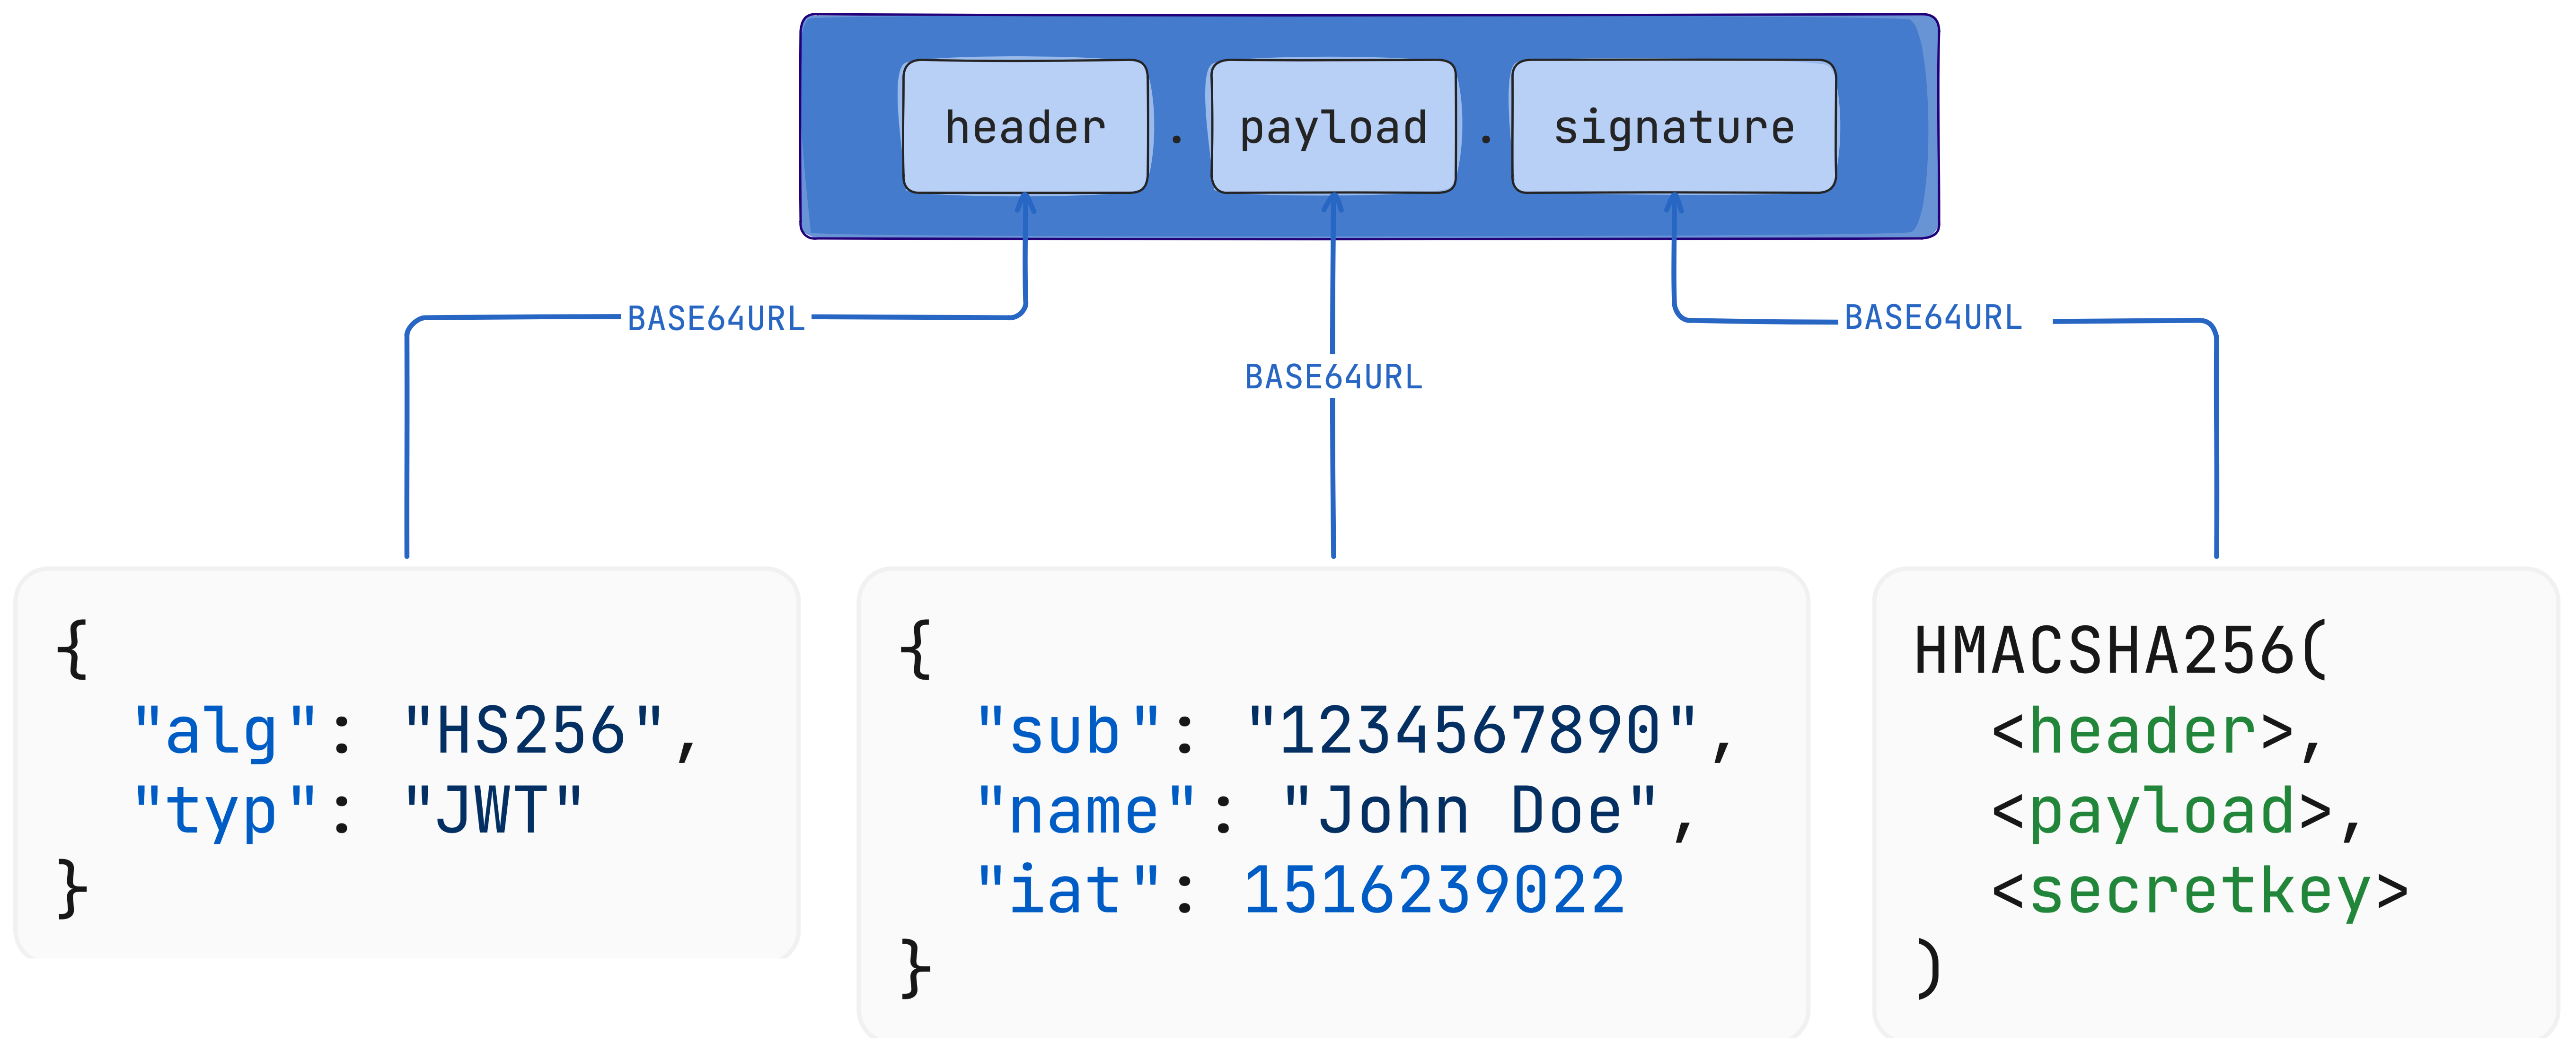 header . payload . signature
BASE64URL
BASE64URL
BASE64URL
{
  "alg": "HS256",
  "typ": "JWT"
}
{
  "sub": "1234567890",
  "name": "John Doe",
  "iat": 1516239022
}
HMACSHA256(
  <header>,
  <payload>,
  <secretkey>
)